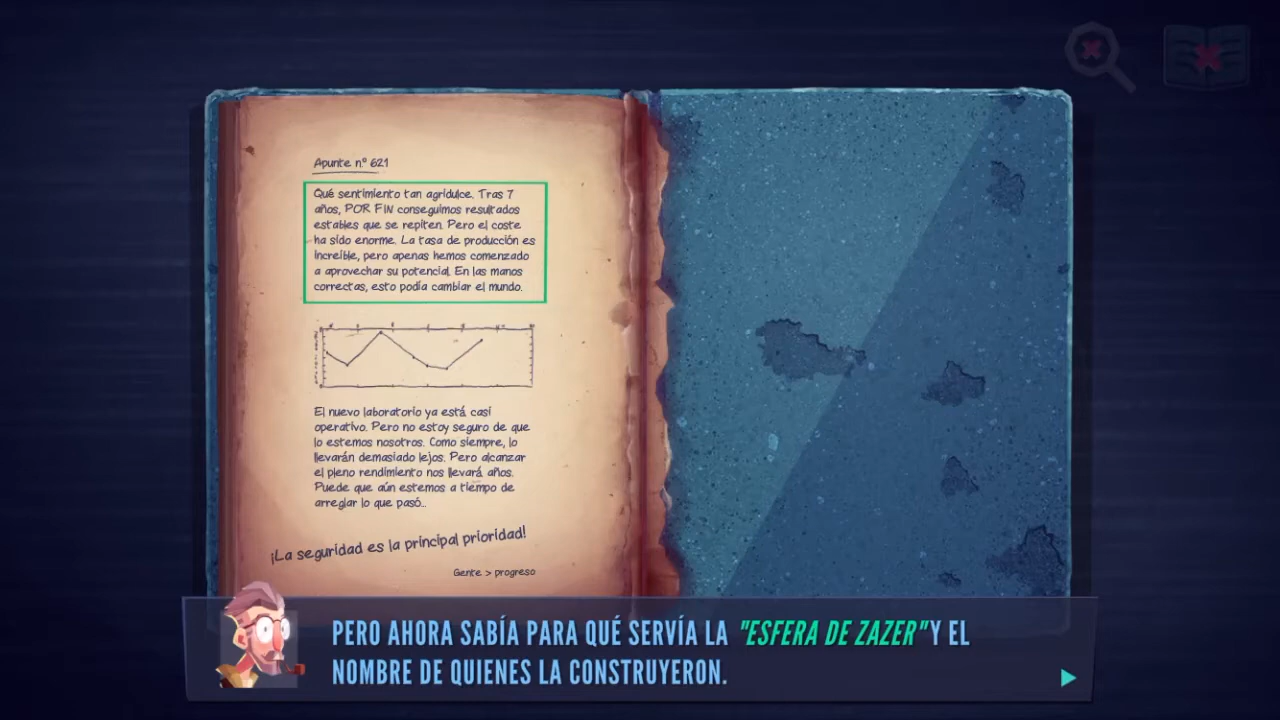 Apunte n.º 621
Qué sentimiento tan agridulce. Tras 7
años, POR FIN conseguimos resultados
estables que se repiten. Pero el coste
ha sido enorme. La tasa de producción es
increíble, pero apenas hemos comenzado
a aprovechar su potencial. En las manos
correctas, esto podía cambiar el mundo.
El nuevo laboratorio ya está casi
operativo. Pero no estoy seguro de que
lo estemos nosotros. Como siempre, lo
llevarán demasiado lejos. Pero alcanzar
el pleno rendimiento nos llevará años.
Puede que aún estemos a tiempo de
arreglar lo que pasó...
¡La seguridad es la principal prioridad!
Gente > progreso
PERO AHORA SABÍA PARA QUÉ SERVÍA LA "ESFERA DE ZAZER" Y EL
NOMBRE DE QUIENES LA CONSTRUYERON.